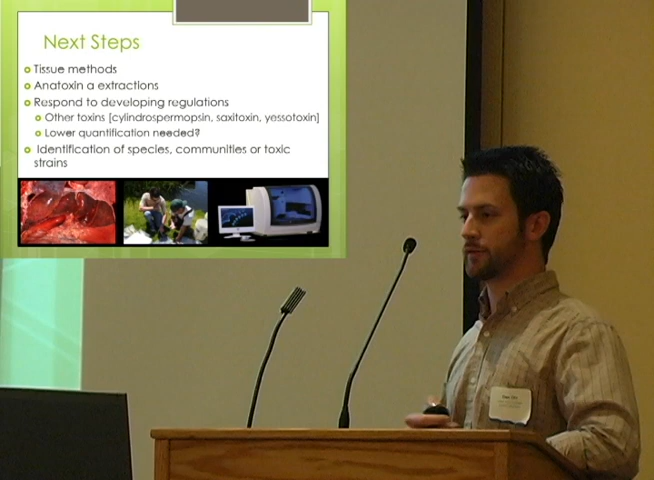 Next Steps
Tissue methods
Anatoxin a extractions
Respond to developing regulations
Other toxins [cylindrospermopsin, saxitoxin, yessotoxin]
Lower quantification needed?
Identification of species, communities or toxic
strains